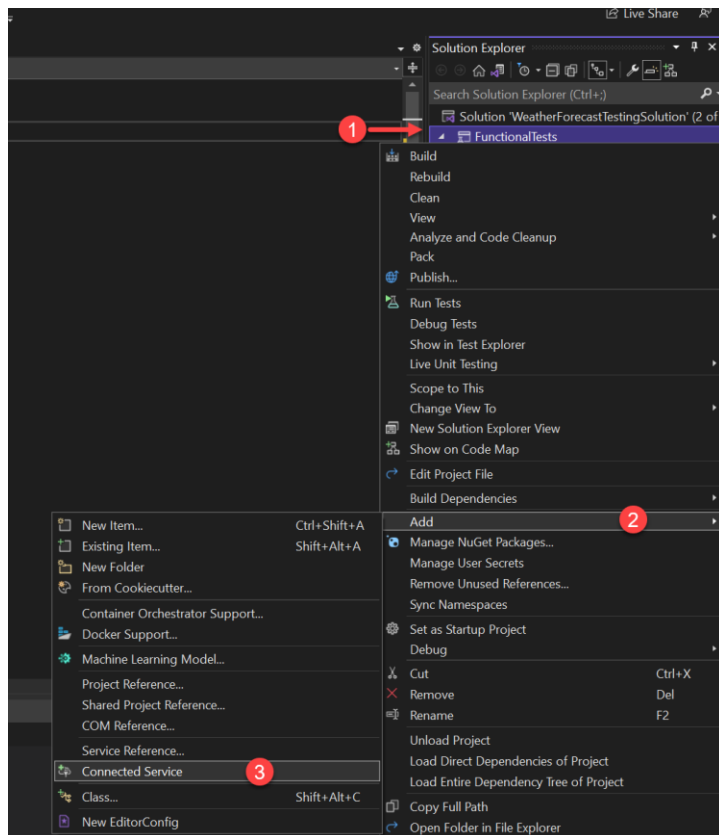 Live Share
Solution Explorer
Search Solution Explorer (Ctrl+;)
Solution 'WeatherForecastTestingSolution' (2 of
1
FunctionalTests
Build
Rebuild
Clean
View
Analyze and Code Cleanup
Pack
Publish...
Run Tests
Debug Tests
Show in Test Explorer
Live Unit Testing
Scope to This
Change View To
New Solution Explorer View
Show on Code Map
Edit Project File
Build Dependencies
Add 2
Manage NuGet Packages...
Manage User Secrets
Remove Unused References...
Sync Namespaces
Set as Startup Project
Debug
Cut Ctrl+X
Remove Del
Rename F2
Unload Project
Load Direct Dependencies of Project
Load Entire Dependency Tree of Project
Copy Full Path
Open Folder in File Explorer
New Item... Ctrl+Shift+A
Existing Item... Shift+Alt+A
New Folder
From Cookiecutter...
Container Orchestrator Support...
Docker Support...
Machine Learning Model...
Project Reference...
Shared Project Reference...
COM Reference...
Service Reference...
Connected Service 3
Class... Shift+Alt+C
New EditorConfig